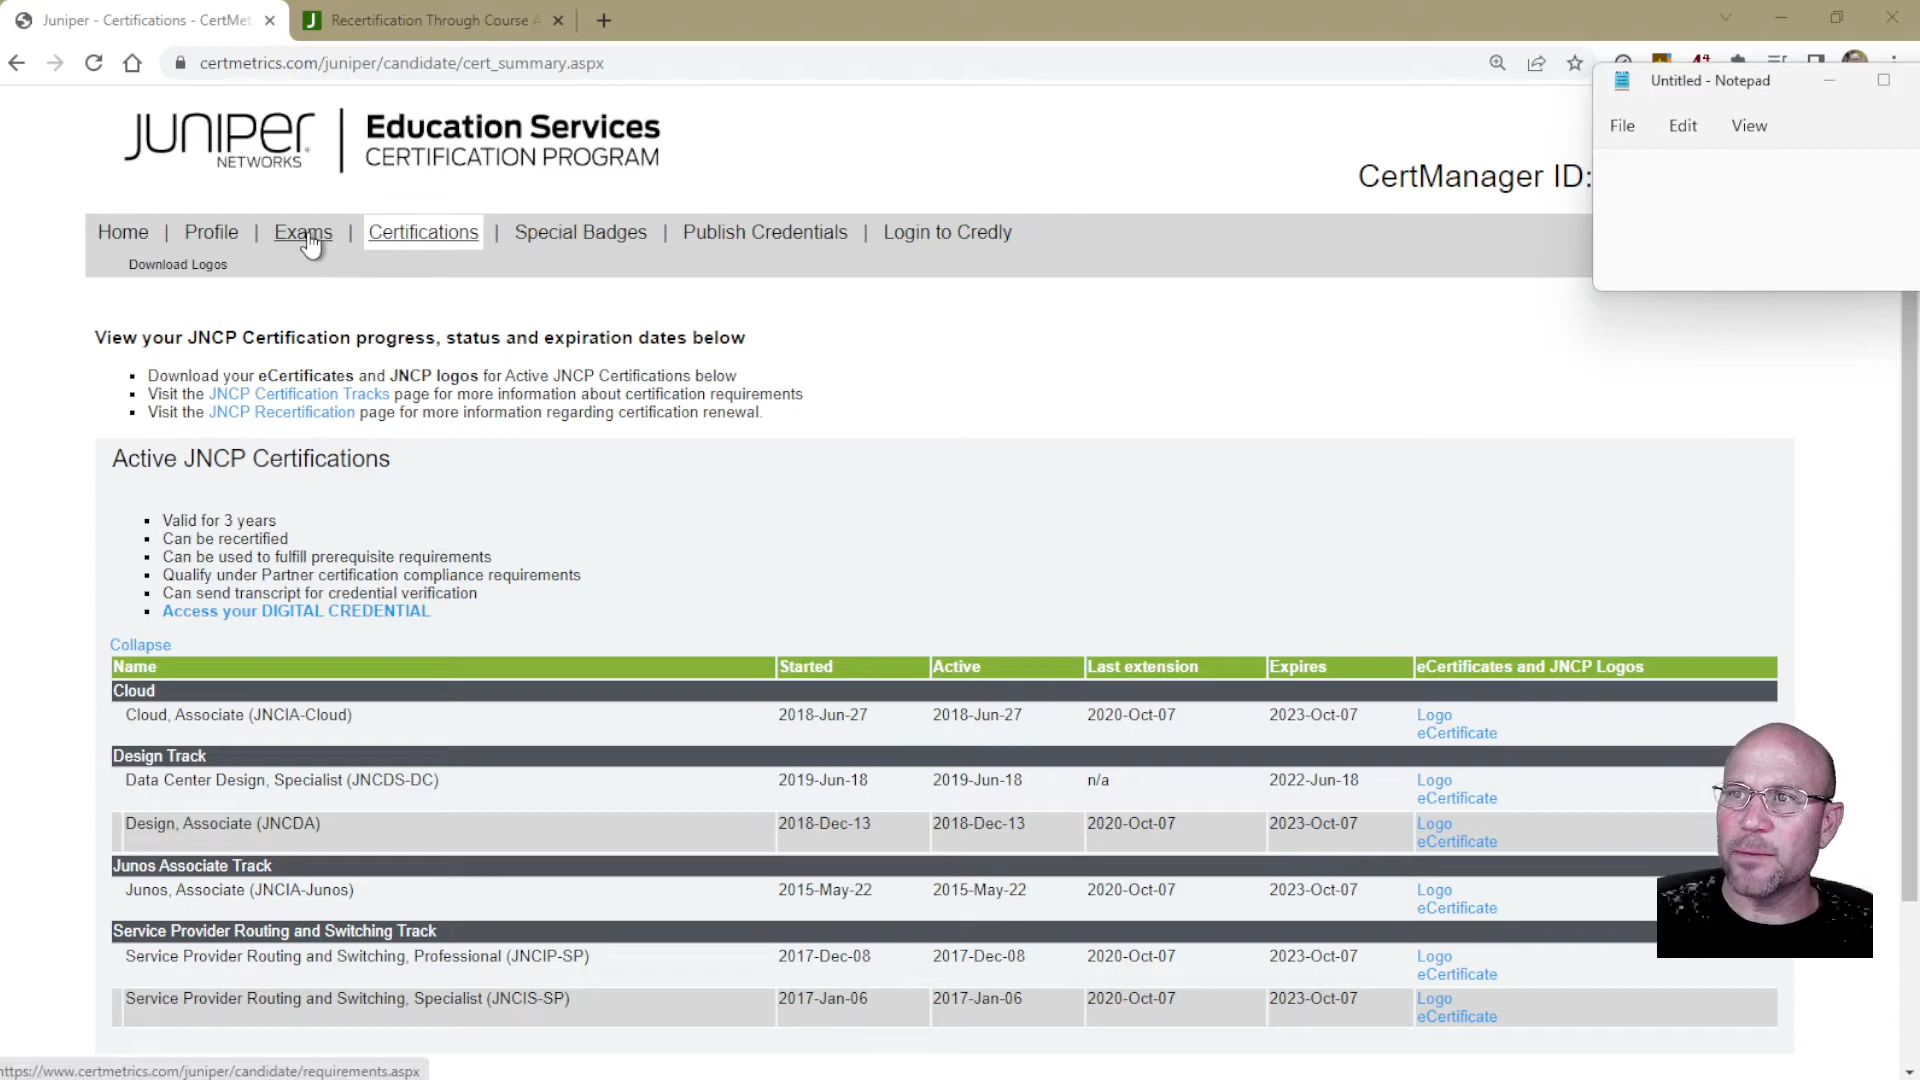 Juniper - Certifications - CertMet
Recertification Through Course A
certmetrics.com/juniper/candidate/cert_summary.aspx
Untitled - Notepad
File Edit View
JUNIPER NETWORKS
Education Services
CERTIFICATION PROGRAM
CertManager ID:
Home | Profile | Exams | Certifications | Special Badges | Publish Credentials | Login to Credly
Download Logos
View your JNCP Certification progress, status and expiration dates below
Download your eCertificates and JNCP logos for Active JNCP Certifications below
Visit the JNCP Certification Tracks page for more information about certification requirements
Visit the JNCP Recertification page for more information regarding certification renewal.
Active JNCP Certifications
Valid for 3 years
Can be recertified
Can be used to fulfill prerequisite requirements
Qualify under Partner certification compliance requirements
Can send transcript for credential verification
Access your DIGITAL CREDENTIAL
Collapse
Name Started Active Last extension Expires eCertificates and JNCP Logos
Cloud
Cloud, Associate (JNCIA-Cloud) 2018-Jun-27 2018-Jun-27 2020-Oct-07 2023-Oct-07 Logo
eCertificate
Design Track
Data Center Design, Specialist (JNCDS-DC) 2019-Jun-18 2019-Jun-18 n/a 2022-Jun-18 Logo
eCertificate
Design, Associate (JNCDA) 2018-Dec-13 2018-Dec-13 2020-Oct-07 2023-Oct-07 Logo
eCertificate
Junos Associate Track
Junos, Associate (JNCIA-Junos) 2015-May-22 2015-May-22 2020-Oct-07 2023-Oct-07 Logo
eCertificate
Service Provider Routing and Switching Track
Service Provider Routing and Switching, Professional (JNCIP-SP) 2017-Dec-08 2017-Dec-08 2020-Oct-07 2023-Oct-07 Logo
eCertificate
Service Provider Routing and Switching, Specialist (JNCIS-SP) 2017-Jan-06 2017-Jan-06 2020-Oct-07 2023-Oct-07 Logo
eCertificate
https://www.certmetrics.com/juniper/candidate/requirements.aspx